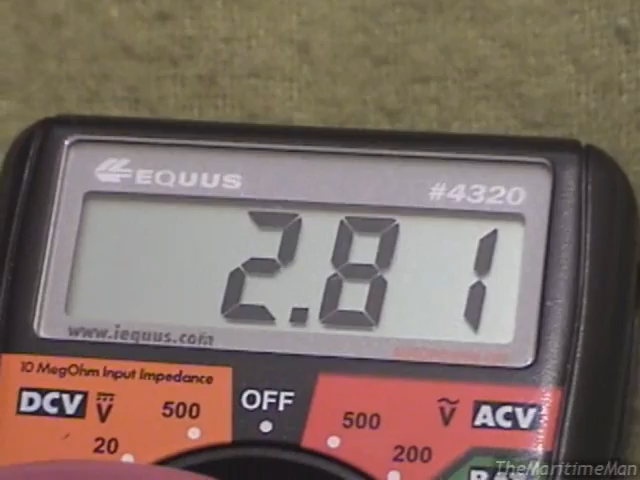 EQUUS
#4320
2.81
www.iequus.com
10 MegOhm Input Impedance
DCV V 500 OFF 500 V ACV
20 200
TheMaritimeMan